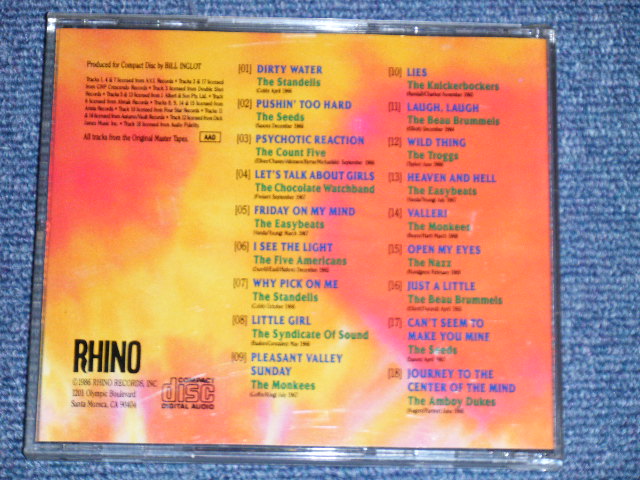 Produced for Compact Disc by BILL INGLOT
All tracks from the Original Master Tapes.
AAD
[01] DIRTY WATER
The Standells
[02] PUSHIN' TOO HARD
The Seeds
[03] PSYCHOTIC REACTION
The Count Five
[04] LET'S TALK ABOUT GIRLS
The Chocolate Watchband
[05] FRIDAY ON MY MIND
The Easybeats
[06] I SEE THE LIGHT
The Five Americans
[07] WHY PICK ON ME
The Standells
[08] LITTLE GIRL
The Syndicate Of Sound
[09] PLEASANT VALLEY
SUNDAY
The Monkees
[10] LIES
The Knickerbockers
[11] LAUGH, LAUGH
The Beau Brummels
[12] WILD THING
The Troggs
[13] HEAVEN AND HELL
The Easybeats
[14] VALLERI
The Monkees
[15] OPEN MY EYES
The Nazz
[16] JUST A LITTLE
The Beau Brummels
[17] CAN'T SEEM TO
MAKE YOU MINE
The Seeds
[18] JOURNEY TO THE
CENTER OF THE MIND
The Amboy Dukes
RHINO
© 1986 RHINO RECORDS, INC.
1201 Olympic Boulevard
Santa Monica, CA 90404
COMPACT
disc
DIGITAL AUDIO